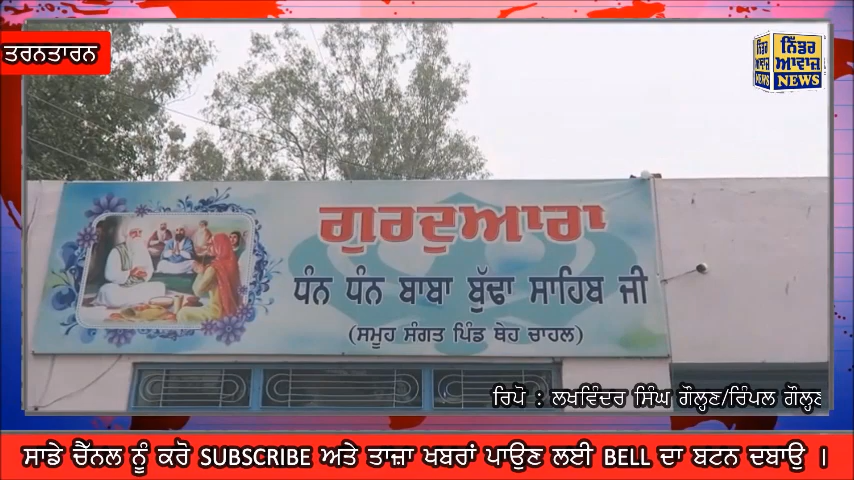 ਤਰਨਤਾਰਨ
ਨਿੱਡਰ
ਆਵਾਜ਼
NEWS
ਗੁਰਦੁਆਰਾ
ਧੰਨ ਧੰਨ ਬਾਬਾ ਬੁੱਢਾ ਸਾਹਿਬ ਜੀ
(ਸਮੂਹ ਸੰਗਤ ਪਿੰਡ ਥੇਹ ਚਾਹਲ)
ਰਿਪੋ : ਲਖਵਿੰਦਰ ਸਿੰਘ ਗੌਲ੍ਹਣ/ਰਿੰਪਲ ਗੌਲ੍ਹਣ
ਸਾਡੇ ਚੈੱਨਲ ਨੂੰ ਕਰੋ SUBSCRIBE ਅਤੇ ਤਾਜ਼ਾ ਖਬਰਾਂ ਪਾਉਣ ਲਈ BELL ਦਾ ਬਟਨ ਦਬਾਉ ।